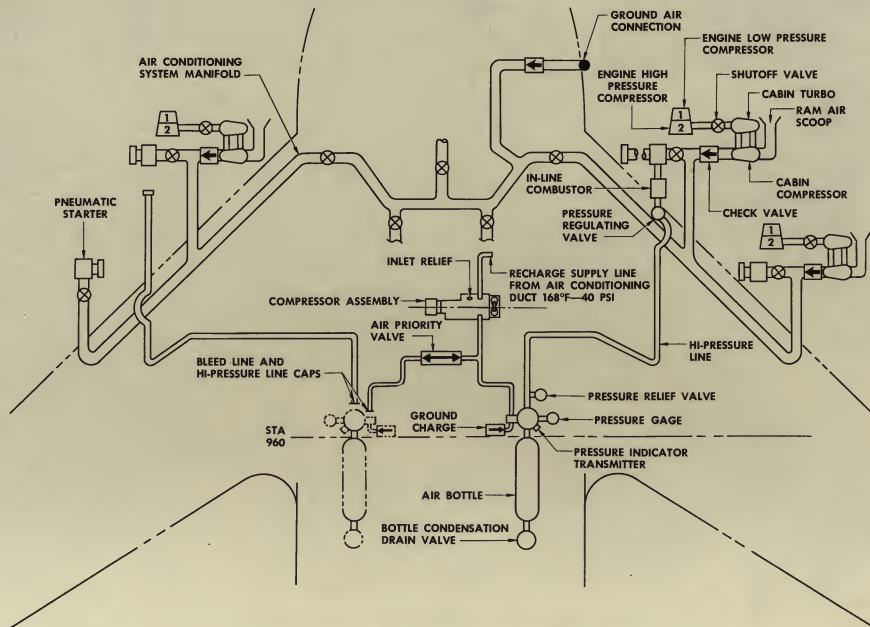 GROUND AIR
CONNECTION
ENGINE LOW PRESSURE
COMPRESSOR
AIR CONDITIONING
SYSTEM MANIFOLD
ENGINE HIGH
PRESSURE
COMPRESSOR
SHUTOFF VALVE
CABIN TURBO
RAM AIR
SCOOP
1
2
1
2
IN-LINE
COMBUSTOR
CABIN
COMPRESSOR
PNEUMATIC
STARTER
PRESSURE
REGULATING
VALVE
CHECK VALVE
1
2
INLET RELIEF
RECHARGE SUPPLY LINE
FROM AIR CONDITIONING
DUCT 168°F—40 PSI
COMPRESSOR ASSEMBLY
AIR PRIORITY
VALVE
HI-PRESSURE
LINE
BLEED LINE AND
HI-PRESSURE LINE CAPS
PRESSURE RELIEF VALVE
GROUND
CHARGE
PRESSURE GAGE
STA
960
PRESSURE INDICATOR
TRANSMITTER
AIR BOTTLE
BOTTLE CONDENSATION
DRAIN VALVE